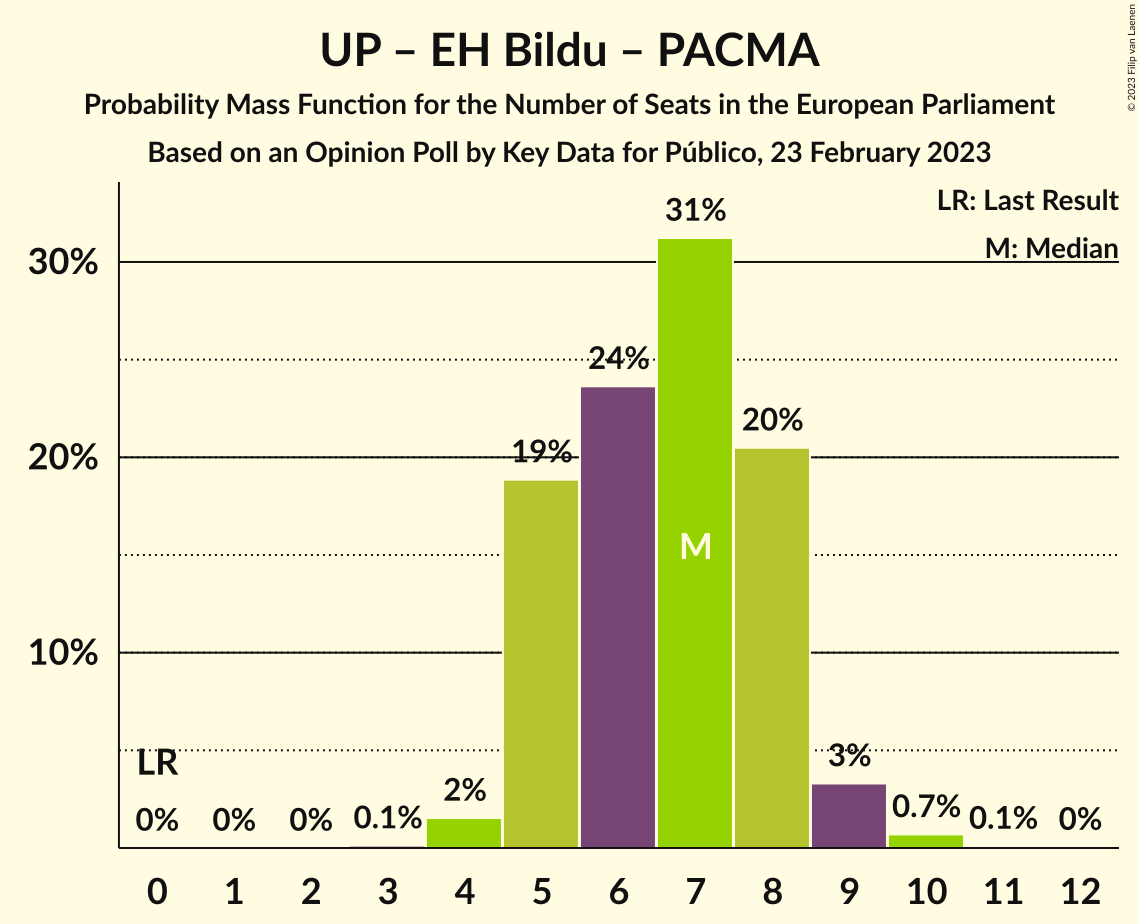 UP – EH Bildu – PACMA
Probability Mass Function for the Number of Seats in the European Parliament
Based on an Opinion Poll by Key Data for Público, 23 February 2023
© 2023 Filip van Laenen
LR: Last Result
M: Median
31%
30%
24%
20%
19%
20%
M
10%
LR
3%
2%
0% 0% 0% 0.1% 0.7% 0.1% 0%
0 1 2 3 4 5 6 7 8 9 10 11 12